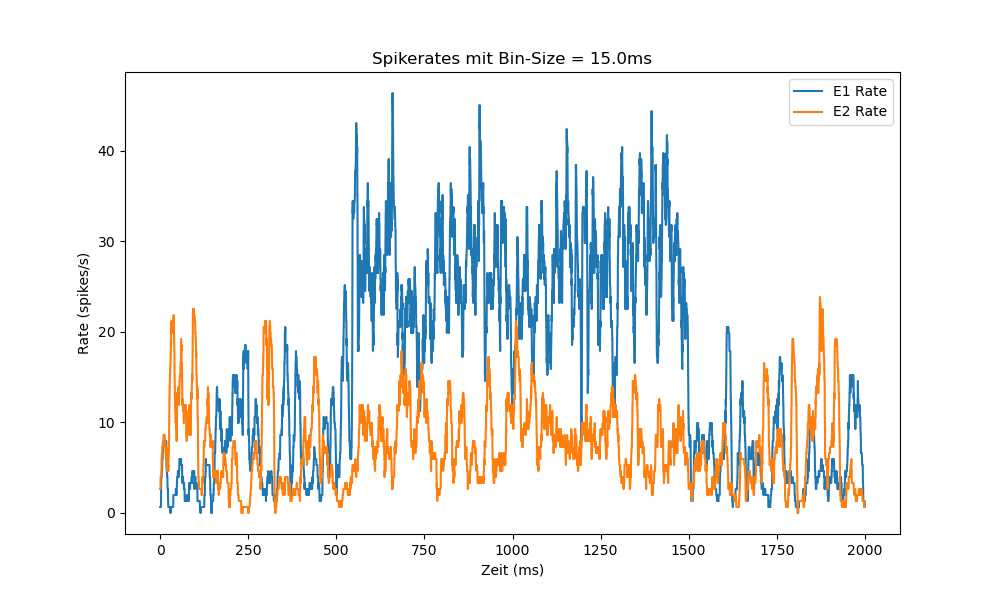 Spikerates mit Bin-Size = 15.0ms
E1 Rate
E2 Rate
Rate (spikes/s)
40
30
20
10
0
0 250 500 750 1000 1250 1500 1750 2000
Zeit (ms)